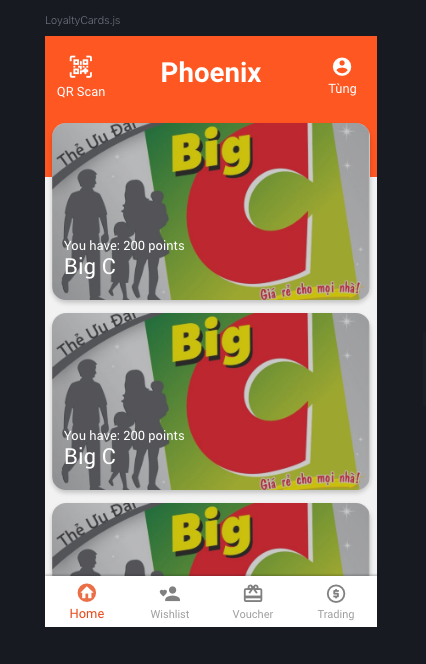 LoyaltyCards.js
Phoenix
QR Scan
Tùng
Thẻ Ưu Đãi
Big
C
You have: 200 points
Big C
Giá rẻ cho mọi nhà!
Thẻ Ưu Đãi
Big
C
You have: 200 points
Big C
Giá rẻ cho mọi nhà!
Thẻ Ưu Đãi
Big
Home
Wishlist
Voucher
Trading